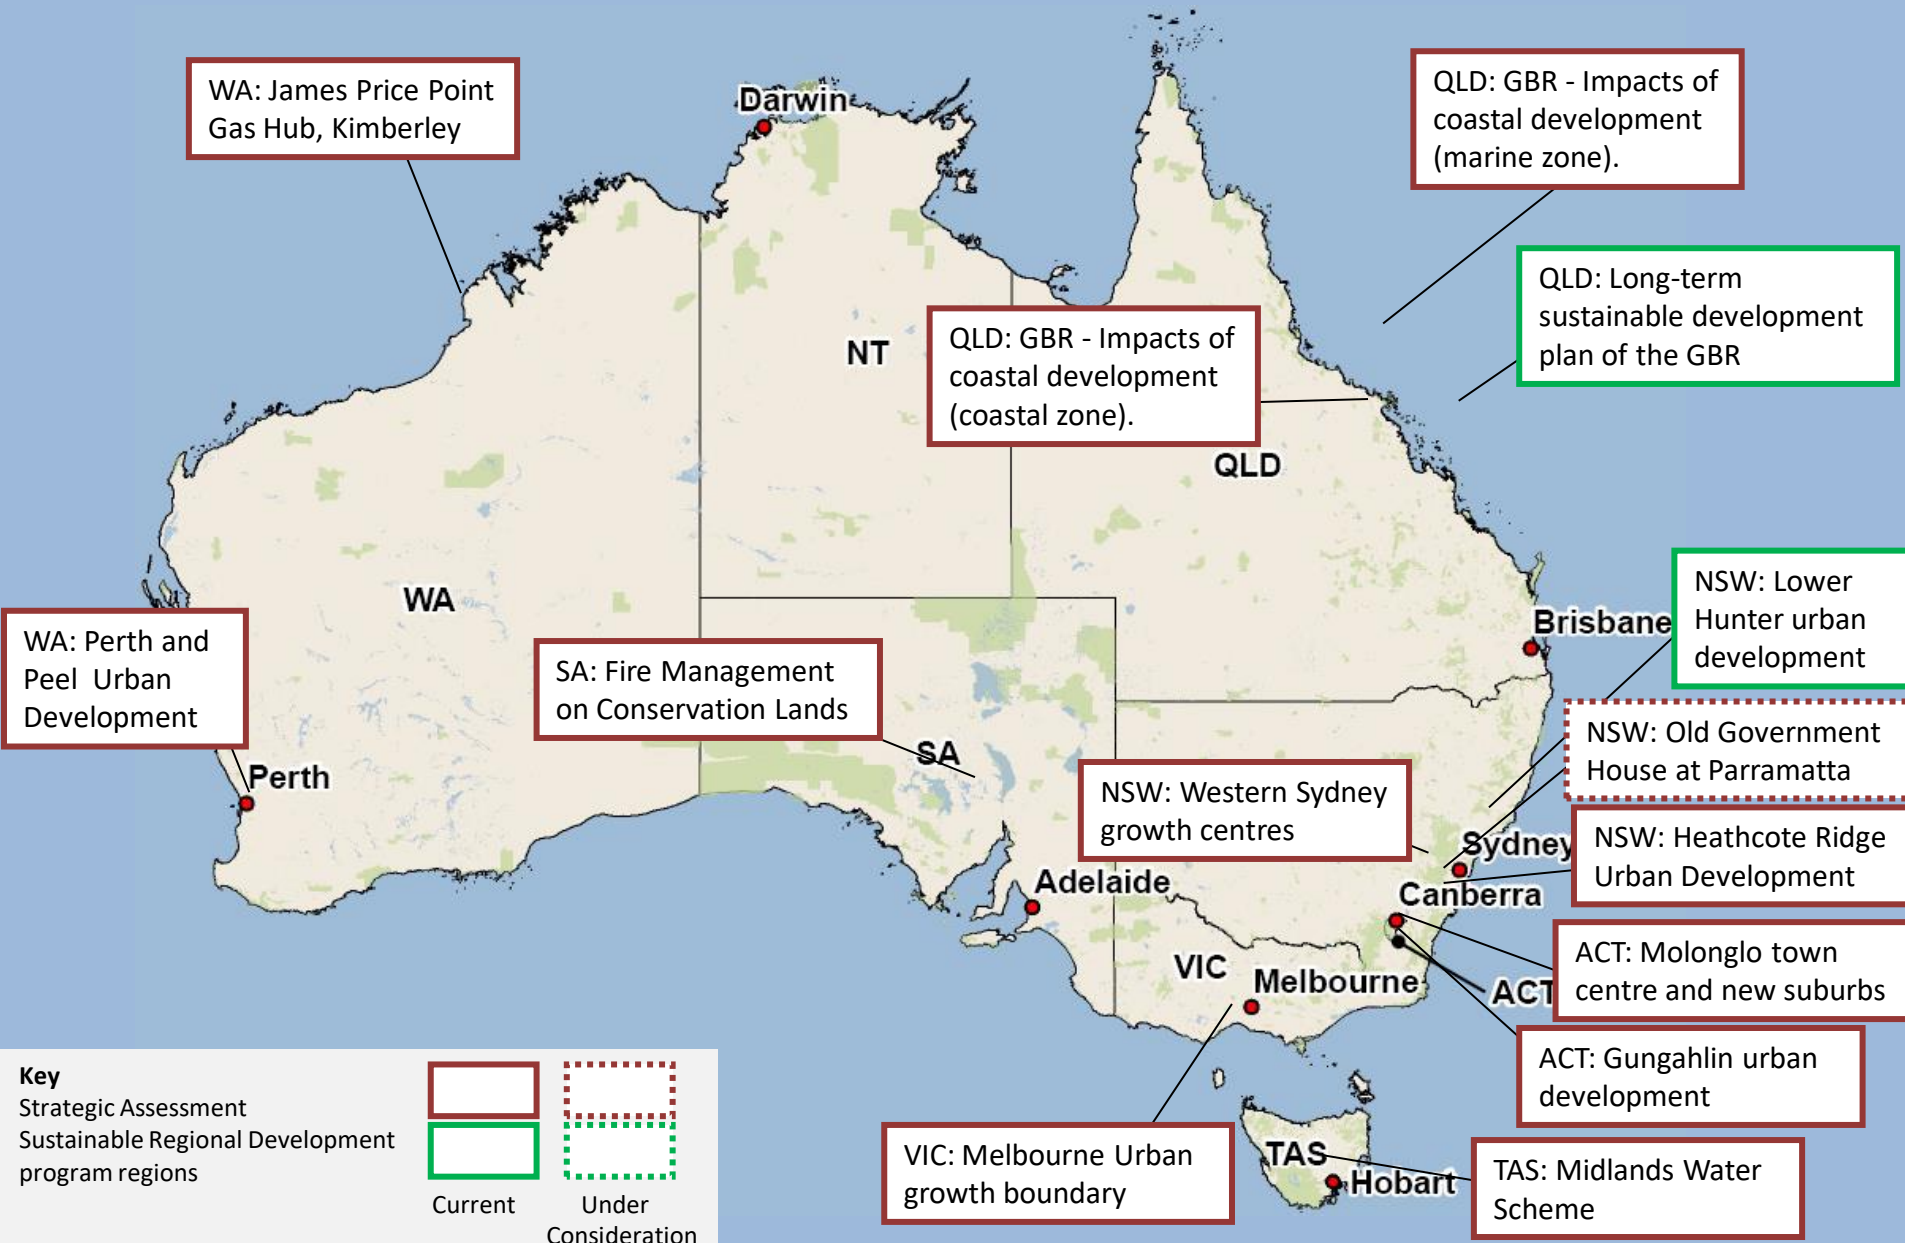 WA: James Price Point
Gas Hub, Kimberley
Darwin
QLD: GBR - Impacts of
coastal development
(marine zone).
QLD: Long-term
sustainable development
plan of the GBR
NT
QLD: GBR - Impacts of
coastal development
(coastal zone).
QLD
WA
NSW: Lower
Hunter urban
development
Brisbane
WA: Perth and
Peel Urban
Development
SA: Fire Management
on Conservation Lands
NSW: Old Government
House at Parramatta
SA
Perth
NSW: Western Sydney
growth centres
Sydney
NSW: Heathcote Ridge
Urban Development
Adelaide
Canberra
ACT: Molonglo town
centre and new suburbs
VIC
Melbourne
ACT
ACT: Gungahlin urban
development
Key
Strategic Assessment
Sustainable Regional Development
program regions
Current
Under
Consideration
VIC: Melbourne Urban
growth boundary
TAS
Hobart
TAS: Midlands Water
Scheme